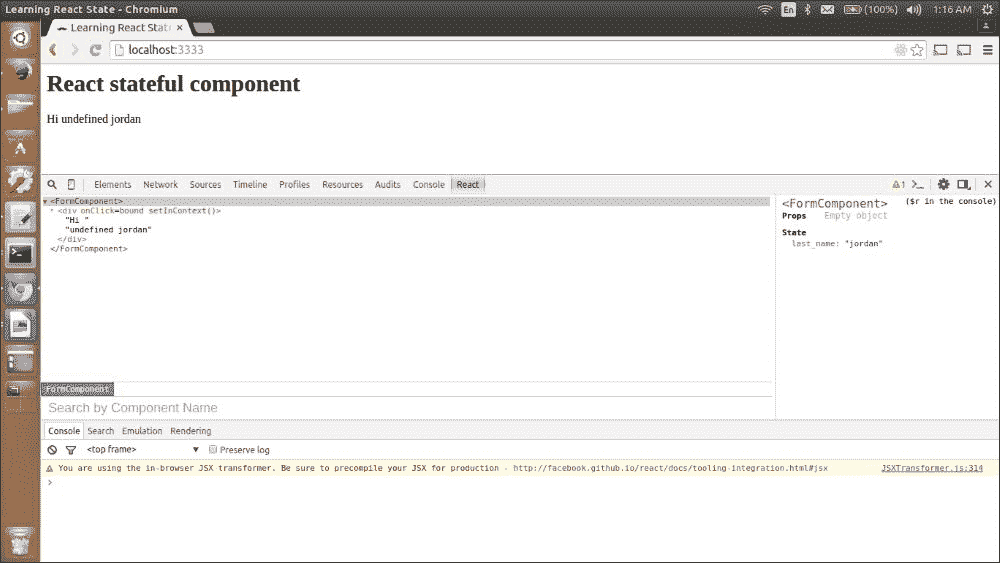 Learning React State - Chromium
En
(100%)
1:16 AM
Learning React Stat
localhost:3333
React stateful component
Hi undefined jordan
Elements Network Sources Timeline Profiles Resources Audits Console React
1
<FormComponent>
<div onClick=bound setInContext()>
"Hi "
"undefined jordan"
</div>
</FormComponent>
<FormComponent>
($r in the console)
Props Empty object
State
last_name: "jordan"
FormComponent
Search by Component Name
Console Search Emulation Rendering
<top frame> Preserve log
You are using the in-browser JSX transformer. Be sure to precompile your JSX for production - http://facebook.github.io/react/docs/tooling-integration.html#jsx JSXTransformer.js:314
>